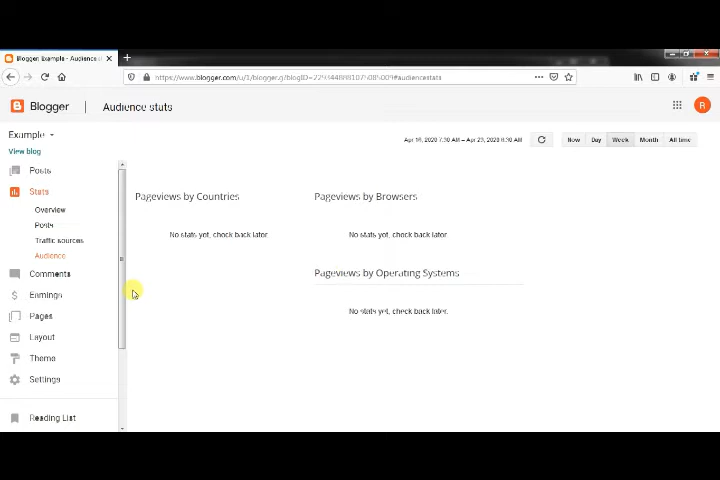 Blogger: Example - Audience st
Blogger
Audience stats
R
Example
View blog
Now
Day
Week
Month
All time
Posts
Stats
Overview
Posts
Traffic sources
Audience
Comments
Earnings
Pages
Layout
Theme
Settings
Reading List
Pageviews by Countries
No stats yet, check back later.
Pageviews by Browsers
No stats yet, check back later.
Pageviews by Operating Systems
No stats yet, check back later.